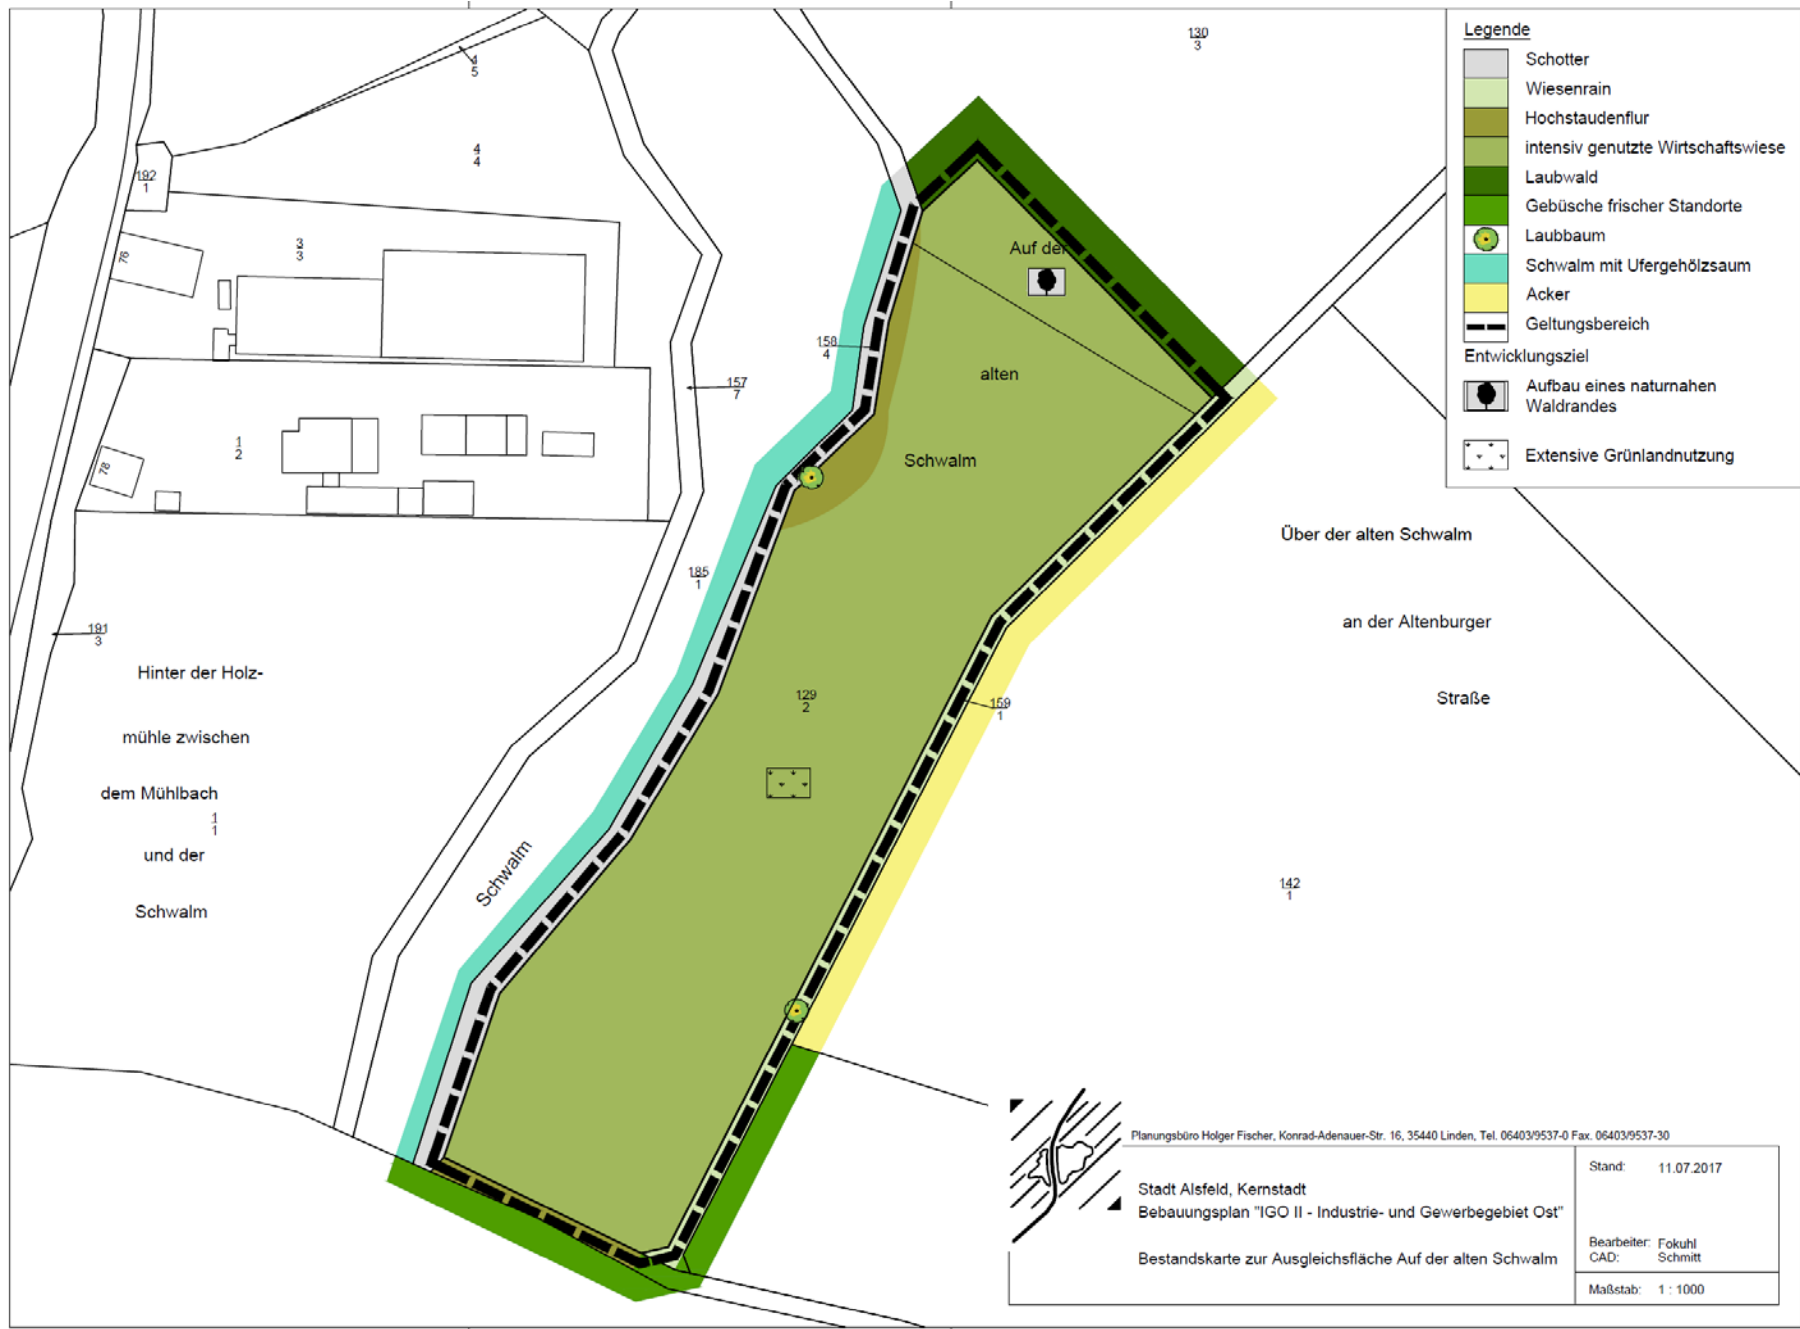 130
3
4
5
4
4
192
1
76
3
3
158
4
157
7
1
2
78
185
1
191
3
Auf der
alten
Schwalm
129
2
159
1
142
1
Hinter der Holz-
mühle zwischen
dem Mühlbach
1
1
und der
Schwalm
Schwalm
Über der alten Schwalm
an der Altenburger
Straße
Legende
Schotter
Wiesenrain
Hochstaudenflur
intensiv genutzte Wirtschaftswiese
Laubwald
Gebüsche frischer Standorte
Laubbaum
Schwalm mit Ufergehölzsaum
Acker
Geltungsbereich
Entwicklungsziel
Aufbau eines naturnahen
Waldrandes
Extensive Grünlandnutzung
Planungsbüro Holger Fischer, Konrad-Adenauer-Str. 16, 35440 Linden, Tel. 06403/9537-0 Fax. 06403/9537-30
Stadt Alsfeld, Kernstadt
Bebauungsplan "IGO II - Industrie- und Gewerbegebiet Ost"
Bestandskarte zur Ausgleichsfläche Auf der alten Schwalm
Stand: 11.07.2017
Bearbeiter: Fokuhl
CAD: Schmitt
Maßstab: 1 : 1000